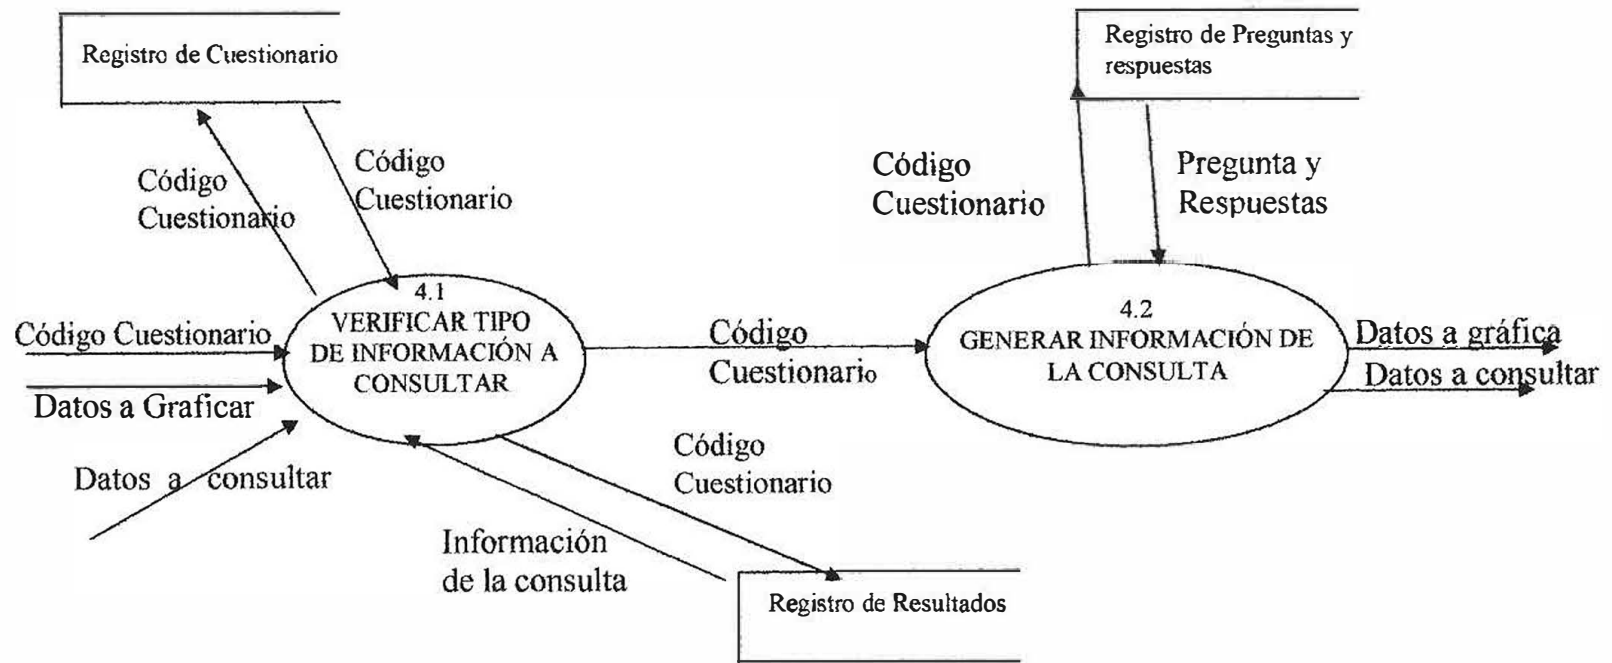 Registro de Cuestionario
Registro de Preguntas y
respuestas
Código
Cuestionario
Código
Cuestionario
Código
Cuestionario
Pregunta y
Respuestas
4.1
VERIFICAR TIPO
DE INFORMACIÓN A
CONSULTAR
Código Cuestionario
Datos a Graficar
Datos a consultar
Código
Cuestionario
4.2
GENERAR INFORMACIÓN DE
LA CONSULTA
Datos a gráfica
Datos a consultar
Código
Cuestionario
Información
de la consulta
Registro de Resultados